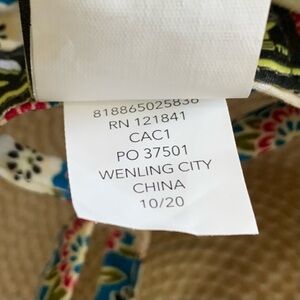 818865025836
RN 121841
CAC1
PO 37501
WENLING CITY
CHINA
10/20